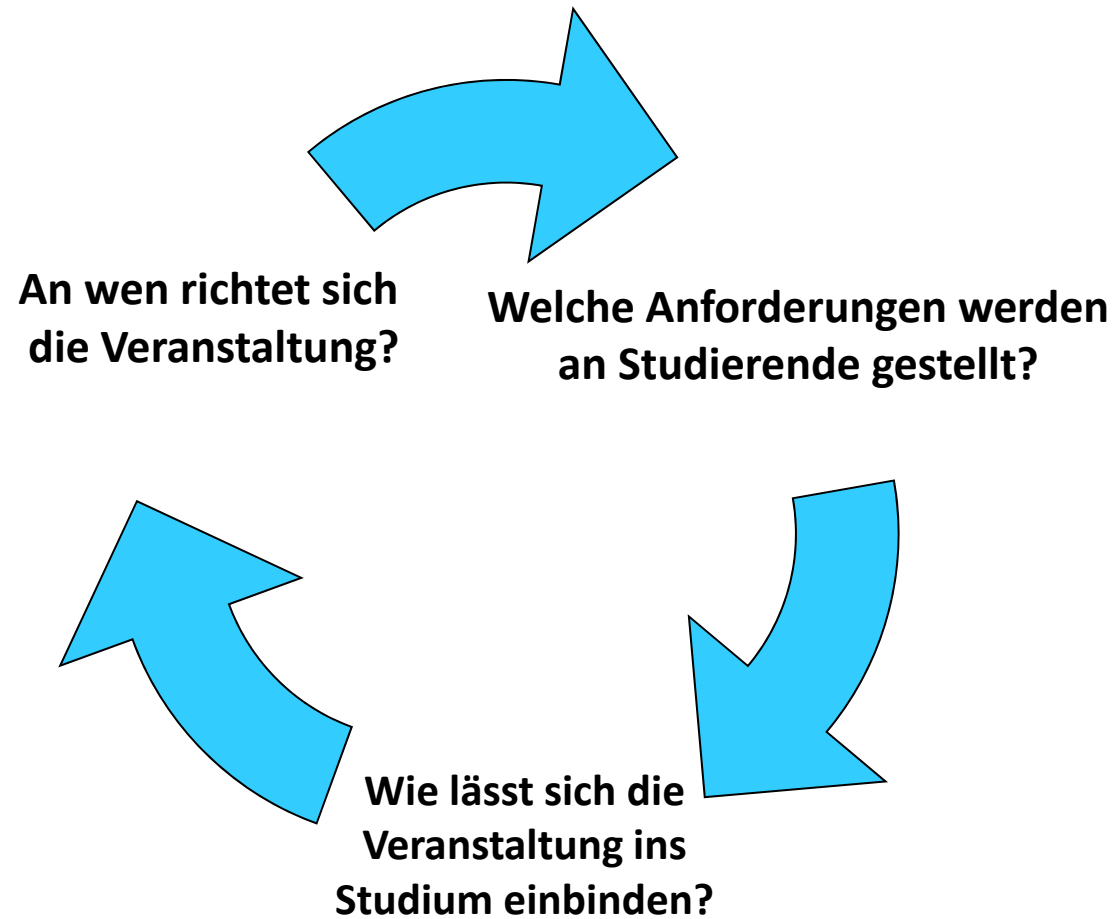 An wen richtet sich
die Veranstaltung?
Welche Anforderungen werden
an Studierende gestellt?
Wie lässt sich die
Veranstaltung ins
Studium einbinden?